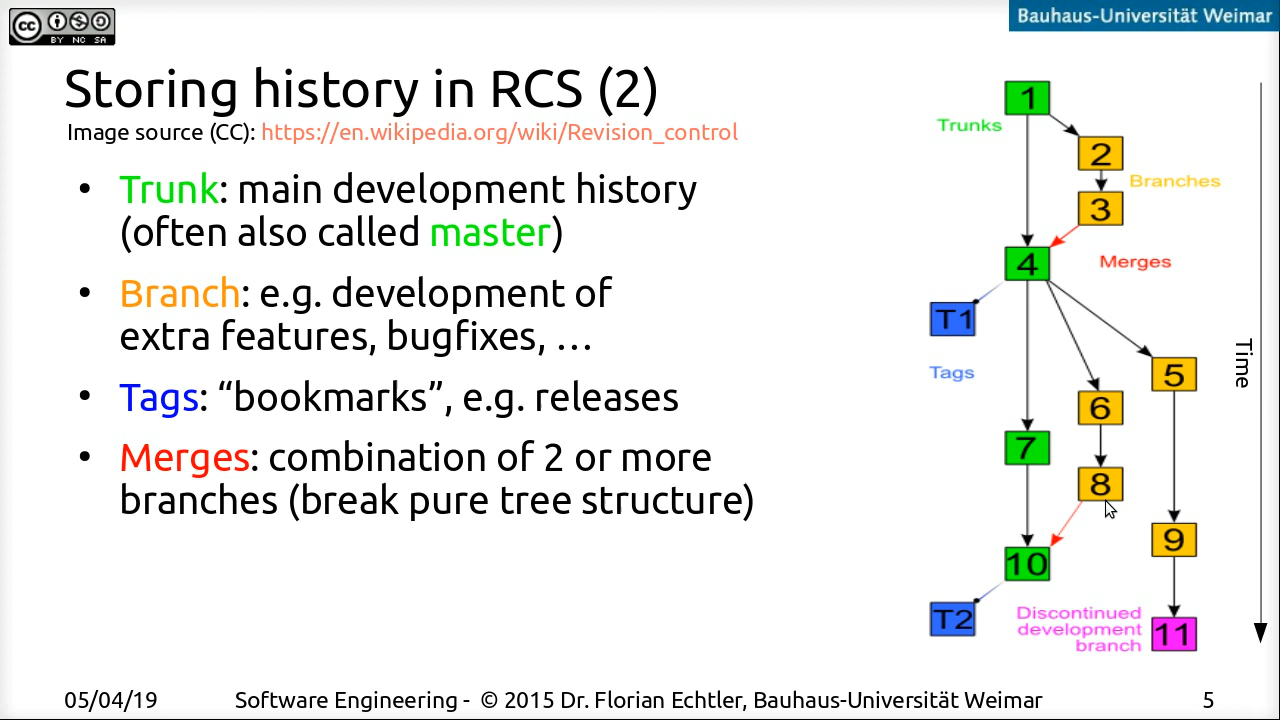 cc BY NC SA
Bauhaus-Universität Weimar
Storing history in RCS (2)
Image source (CC): https://en.wikipedia.org/wiki/Revision_control
• Trunk: main development history
(often also called master)
• Branch: e.g. development of
extra features, bugfixes, …
• Tags: “bookmarks”, e.g. releases
• Merges: combination of 2 or more
branches (break pure tree structure)
1
Trunks
2
Branches
3
4
Merges
T1
Tags
Time
5
6
7
8
9
10
T2
Discontinued
development
branch
11
05/04/19
Software Engineering - © 2015 Dr. Florian Echtler, Bauhaus-Universität Weimar
5